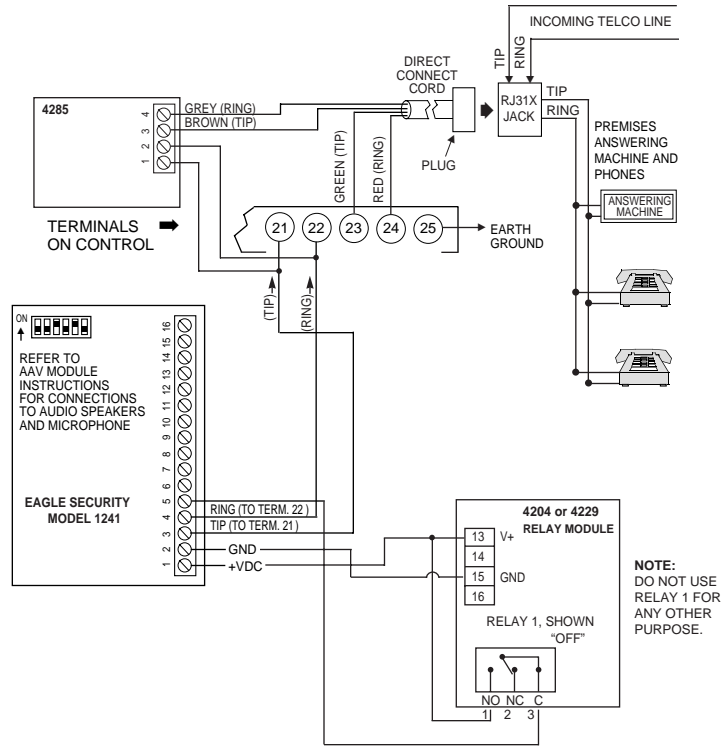 INCOMING TELCO LINE
TIP
RING
DIRECT
CONNECT
CORD
RJ31X
JACK
TIP
RING
PLUG
PREMISES
ANSWERING
MACHINE AND
PHONES
ANSWERING
MACHINE
4285
4
3
2
1
GREY (RING)
BROWN (TIP)
GREEN (TIP)
RED (RING)
TERMINALS
ON CONTROL
21
22
23
24
25
EARTH
GROUND
(TIP)
(RING)
ON
REFER TO
AAV MODULE
INSTRUCTIONS
FOR CONNECTIONS
TO AUDIO SPEAKERS
AND MICROPHONE
EAGLE SECURITY
MODEL 1241
16
15
14
13
12
11
10
9
8
7
6
5
4
3
2
1
RING (TO TERM. 22 )
TIP (TO TERM. 21 )
GND
+VDC
4204 or 4229
RELAY MODULE
13 V+
14
15 GND
16
RELAY 1, SHOWN
“OFF”
NO NC C
1 2 3
NOTE:
DO NOT USE
RELAY 1 FOR
ANY OTHER
PURPOSE.